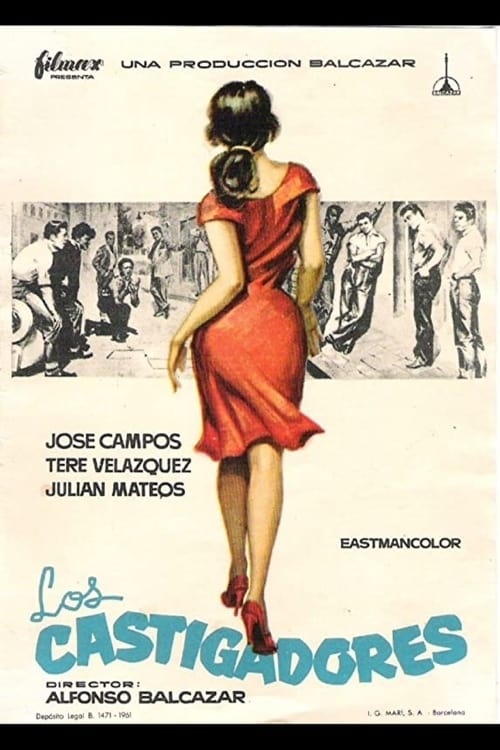 filmax
PRESENTA
UNA PRODUCCION BALCAZAR
JOSE CAMPOS
TERE VELAZQUEZ
JULIAN MATEOS
EASTMANCOLOR
Los
CASTIGADORES
DIRECTOR:
ALFONSO BALCAZAR
Depósito Legal B. 1471 - 1961
I. G. MARÍ, S. A - Barcelona